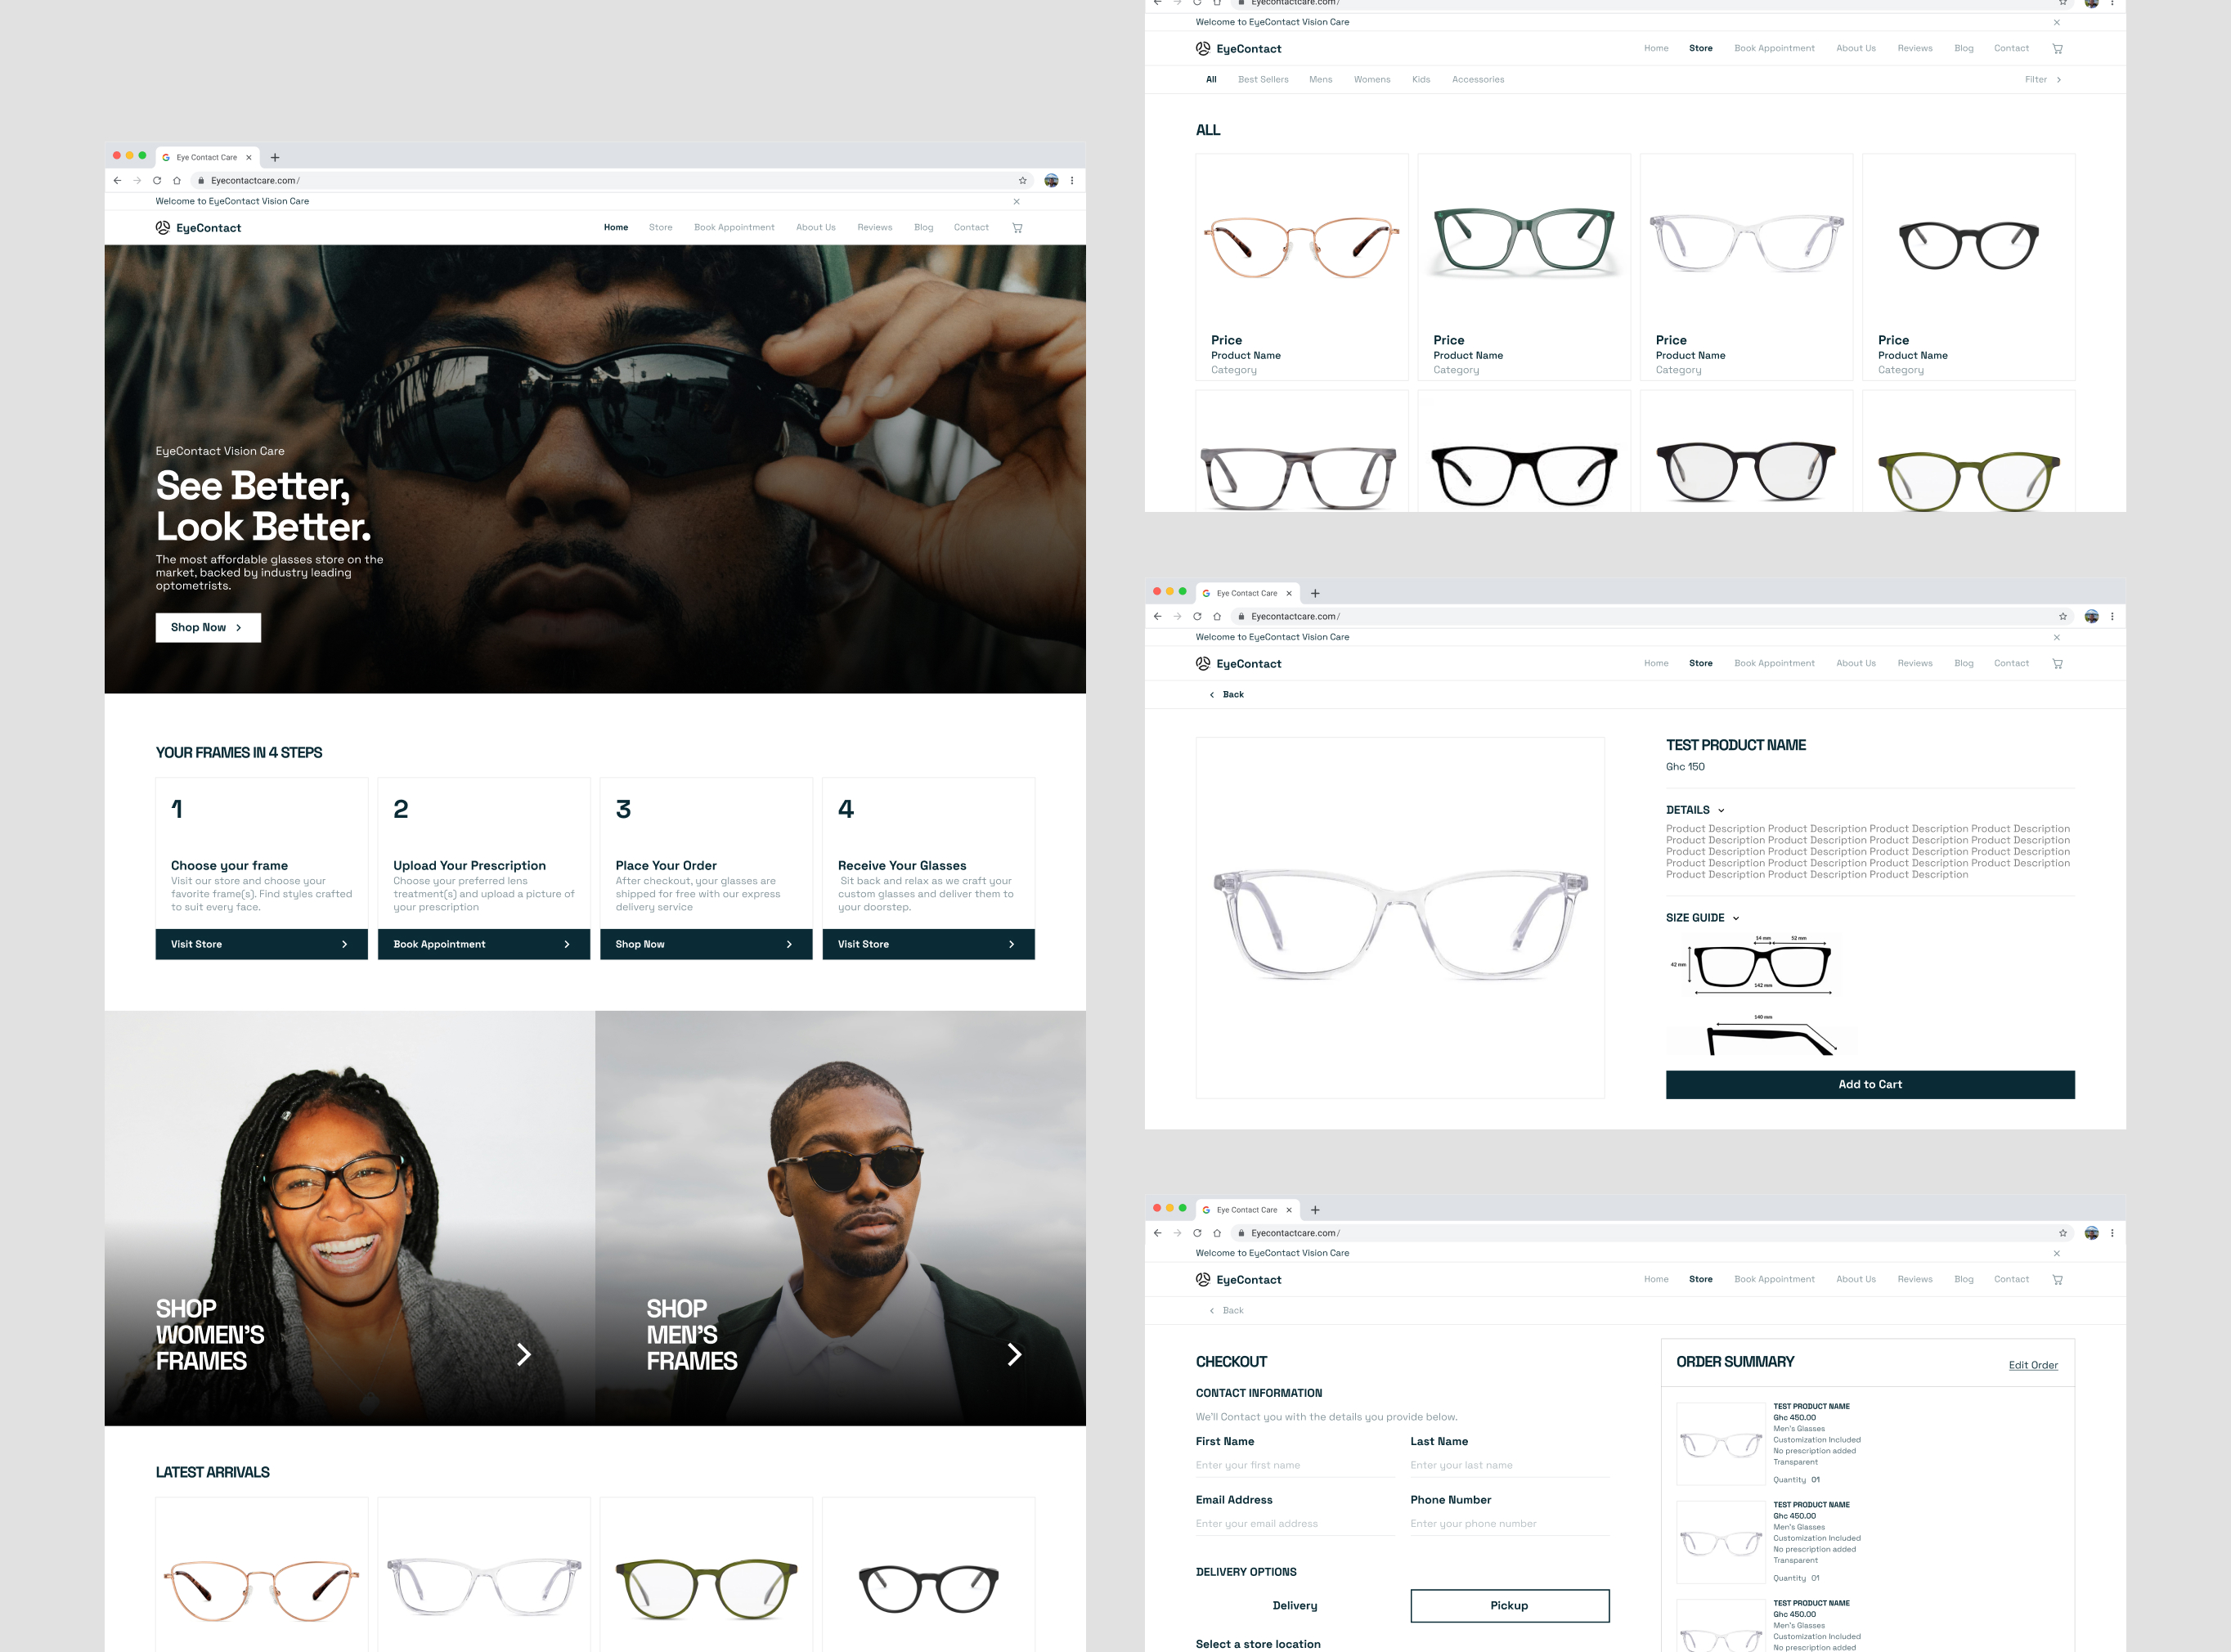 Eye Contact Care
Eyecontactcare.com/
Welcome to EyeContact Vision Care
EyeContact
Home Store Book Appointment About Us Reviews Blog Contact
EyeContact Vision Care
See Better,
Look Better.
The most affordable glasses store on the
market, backed by industry leading
optometrists.
Shop Now
YOUR FRAMES IN 4 STEPS
1
Choose your frame
Visit our store and choose your
favorite frame(s). Find styles crafted
to suit every face.
Visit Store
2
Upload Your Prescription
Choose your preferred lens
treatment(s) and upload a picture of
your prescription
Book Appointment
3
Place Your Order
After checkout, your glasses are
shipped for free with our express
delivery service
Shop Now
4
Receive Your Glasses
Sit back and relax as we craft your
custom glasses and deliver them to
your doorstep.
Visit Store
SHOP
WOMEN'S
FRAMES
SHOP
MEN'S
FRAMES
LATEST ARRIVALS
Eyecontactcare.com/
Welcome to EyeContact Vision Care
EyeContact
Home Store Book Appointment About Us Reviews Blog Contact
All Best Sellers Mens Womens Kids Accessories Filter
ALL
Price
Product Name
Category
Price
Product Name
Category
Price
Product Name
Category
Price
Product Name
Category
Eye Contact Care
Eyecontactcare.com/
Welcome to EyeContact Vision Care
EyeContact
Home Store Book Appointment About Us Reviews Blog Contact
Back
TEST PRODUCT NAME
Ghc 150
DETAILS
Product Description Product Description Product Description Product Description
Product Description Product Description Product Description Product Description
Product Description Product Description Product Description Product Description
Product Description Product Description Product Description Product Description
Product Description Product Description Product Description
SIZE GUIDE
14 mm 52 mm
42 mm
142 mm
140 mm
Add to Cart
Eye Contact Care
Eyecontactcare.com/
Welcome to EyeContact Vision Care
EyeContact
Home Store Book Appointment About Us Reviews Blog Contact
Back
CHECKOUT
CONTACT INFORMATION
We'll Contact you with the details you provide below.
First Name Last Name
Enter your first name Enter your last name
Email Address Phone Number
Enter your email address Enter your phone number
DELIVERY OPTIONS
Delivery Pickup
Select a store location
ORDER SUMMARY
Edit Order
TEST PRODUCT NAME
Ghc 450.00
Men's Glasses
Customization Included
No prescription added
Transparent
Quantity 01
TEST PRODUCT NAME
Ghc 450.00
Men's Glasses
Customization Included
No prescription added
Transparent
Quantity 01
TEST PRODUCT NAME
Ghc 450.00
Men's Glasses
Customization Included
No prescription added